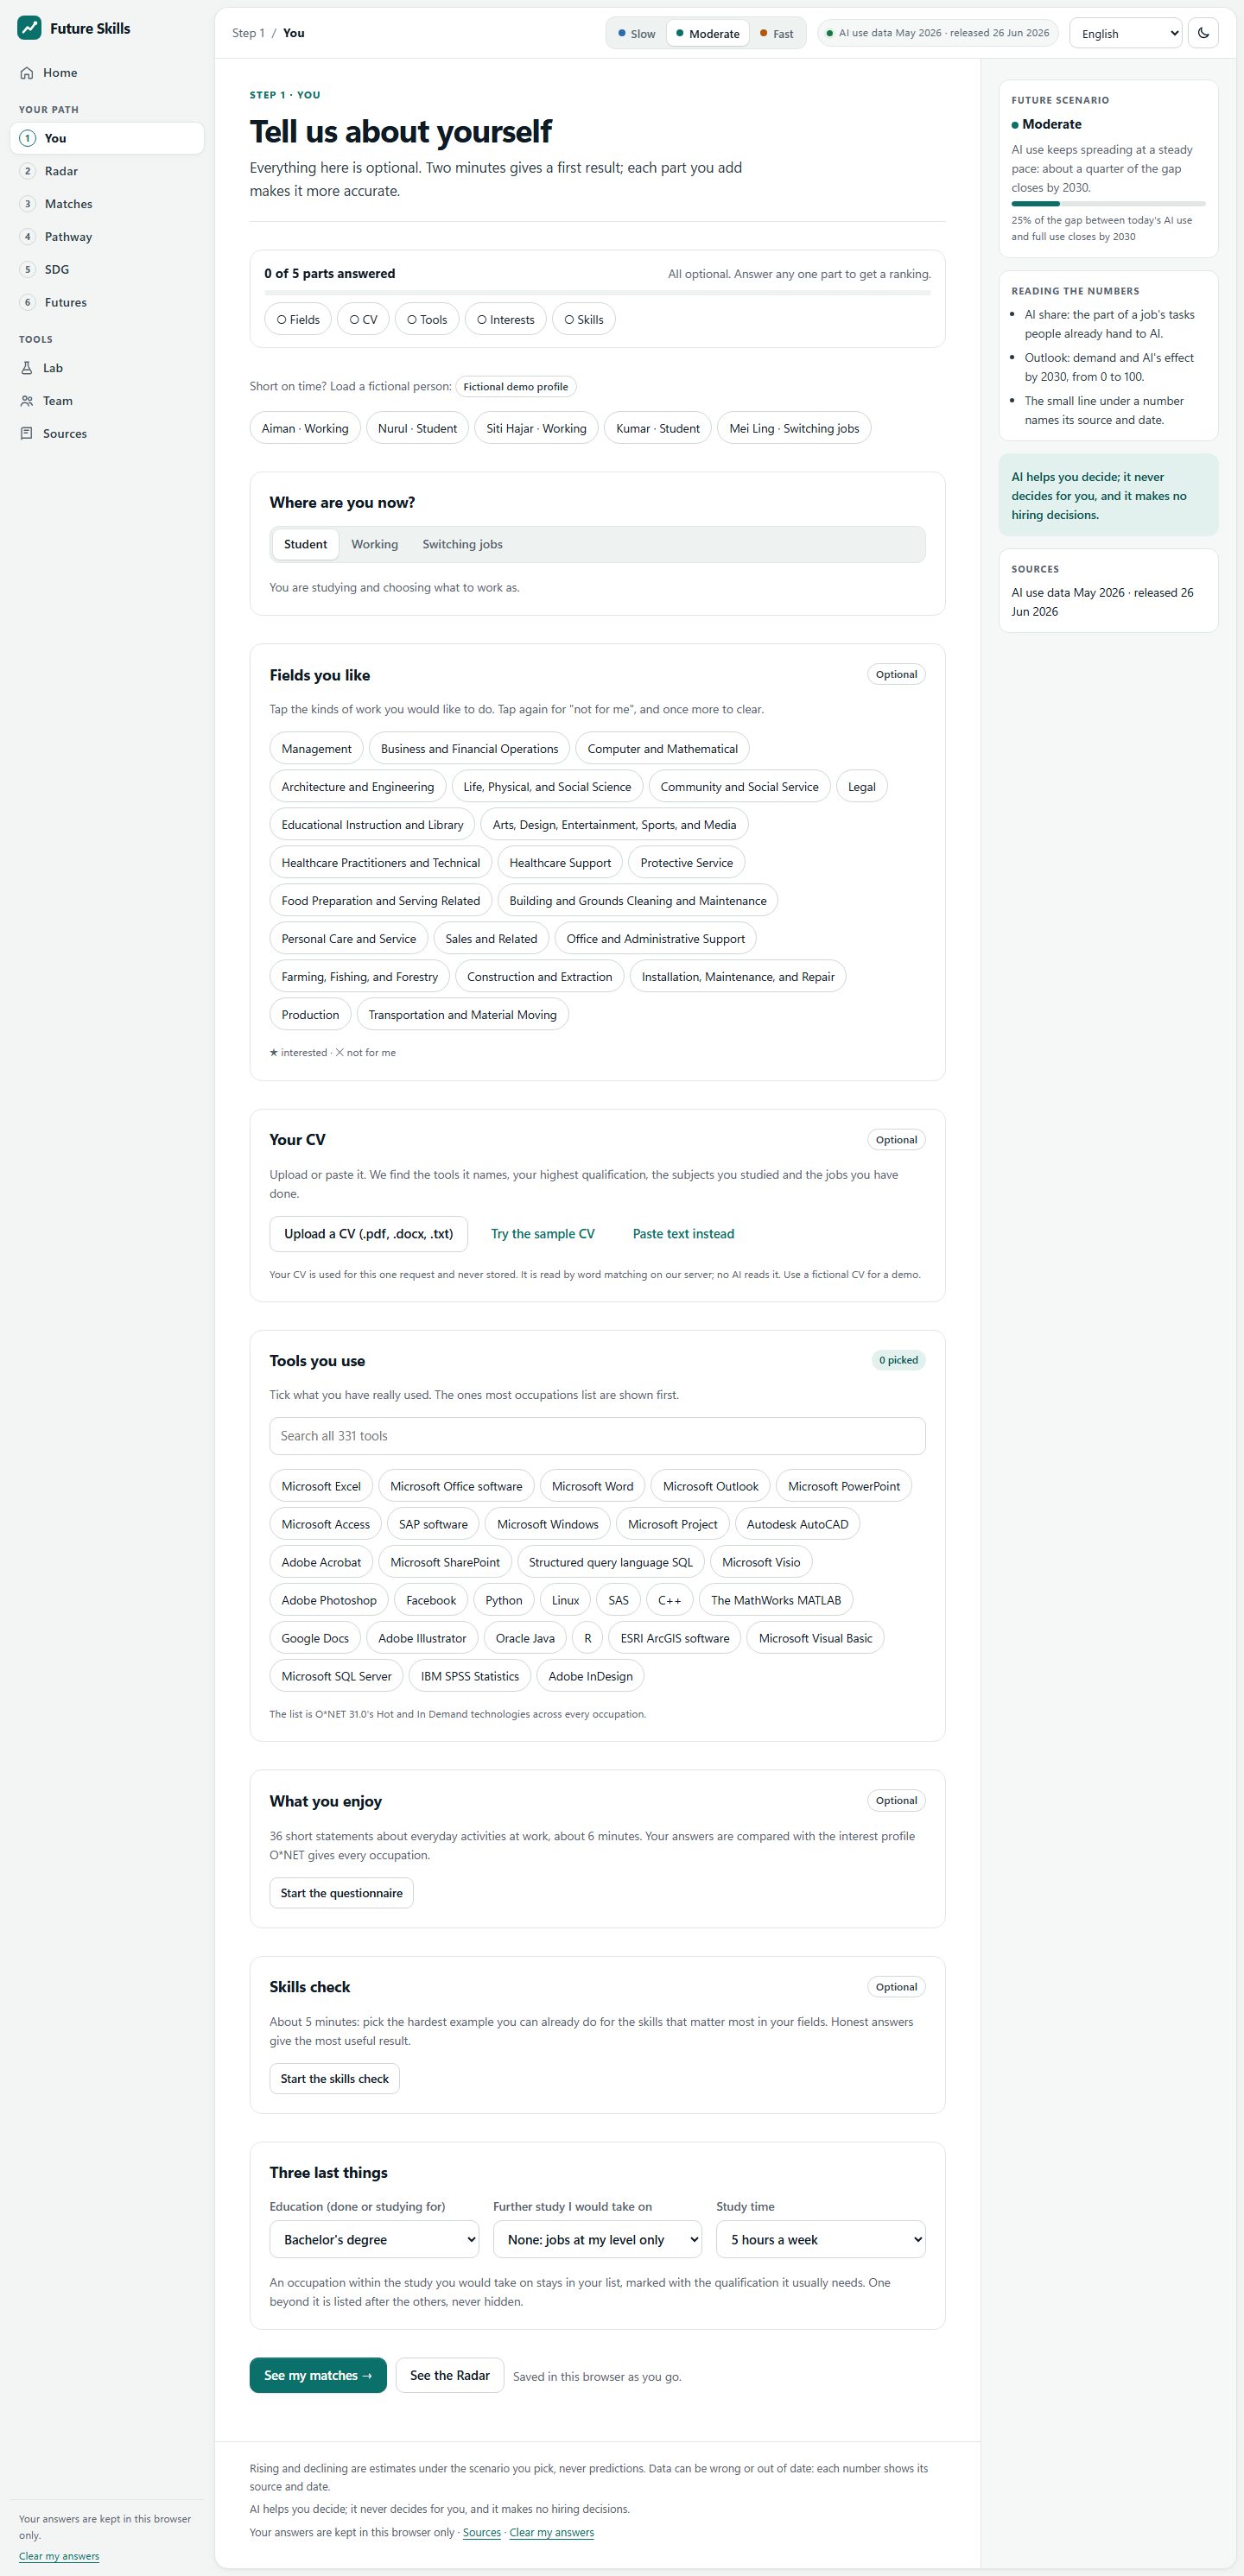 Future Skills
Home
YOUR PATH
1 You
2 Radar
3 Matches
4 Pathway
5 SDG
6 Futures
TOOLS
Lab
Team
Sources
Your answers are kept in this browser
only.
Clear my answers
Step 1 / You
Slow Moderate Fast
AI use data May 2026 · released 26 Jun 2026
English
STEP 1 · YOU
Tell us about yourself
Everything here is optional. Two minutes gives a first result; each part you add
makes it more accurate.
0 of 5 parts answered
All optional. Answer any one part to get a ranking.
Fields CV Tools Interests Skills
Short on time? Load a fictional person: Fictional demo profile
Aiman · Working Nurul · Student Siti Hajar · Working Kumar · Student Mei Ling · Switching jobs
Where are you now?
Student Working Switching jobs
You are studying and choosing what to work as.
Fields you like
Optional
Tap the kinds of work you would like to do. Tap again for "not for me", and once more to clear.
Management Business and Financial Operations Computer and Mathematical
Architecture and Engineering Life, Physical, and Social Science Community and Social Service Legal
Educational Instruction and Library Arts, Design, Entertainment, Sports, and Media
Healthcare Practitioners and Technical Healthcare Support Protective Service
Food Preparation and Serving Related Building and Grounds Cleaning and Maintenance
Personal Care and Service Sales and Related Office and Administrative Support
Farming, Fishing, and Forestry Construction and Extraction Installation, Maintenance, and Repair
Production Transportation and Material Moving
★ interested · ✕ not for me
Your CV
Optional
Upload or paste it. We find the tools it names, your highest qualification, the subjects you studied and the jobs you have
done.
Upload a CV (.pdf, .docx, .txt) Try the sample CV Paste text instead
Your CV is used for this one request and never stored. It is read by word matching on our server; no AI reads it. Use a fictional CV for a demo.
Tools you use
0 picked
Tick what you have really used. The ones most occupations list are shown first.
Search all 331 tools
Microsoft Excel Microsoft Office software Microsoft Word Microsoft Outlook Microsoft PowerPoint
Microsoft Access SAP software Microsoft Windows Microsoft Project Autodesk AutoCAD
Adobe Acrobat Microsoft SharePoint Structured query language SQL Microsoft Visio
Adobe Photoshop Facebook Python Linux SAS C++ The MathWorks MATLAB
Google Docs Adobe Illustrator Oracle Java R ESRI ArcGIS software Microsoft Visual Basic
Microsoft SQL Server IBM SPSS Statistics Adobe InDesign
The list is O*NET 31.0's Hot and In Demand technologies across every occupation.
What you enjoy
Optional
36 short statements about everyday activities at work, about 6 minutes. Your answers are compared with the interest profile
O*NET gives every occupation.
Start the questionnaire
Skills check
Optional
About 5 minutes: pick the hardest example you can already do for the skills that matter most in your fields. Honest answers
give the most useful result.
Start the skills check
Three last things
Education (done or studying for) Further study I would take on Study time
Bachelor's degree None: jobs at my level only 5 hours a week
An occupation within the study you would take on stays in your list, marked with the qualification it usually needs. One
beyond it is listed after the others, never hidden.
See my matches → See the Radar Saved in this browser as you go.
Rising and declining are estimates under the scenario you pick, never predictions. Data can be wrong or out of date: each number shows its
source and date.
AI helps you decide; it never decides for you, and it makes no hiring decisions.
Your answers are kept in this browser only · Sources · Clear my answers
FUTURE SCENARIO
Moderate
AI use keeps spreading at a steady
pace: about a quarter of the gap
closes by 2030.
25% of the gap between today's AI use
and full use closes by 2030
READING THE NUMBERS
• AI share: the part of a job's tasks
people already hand to AI.
• Outlook: demand and AI's effect
by 2030, from 0 to 100.
• The small line under a number
names its source and date.
AI helps you decide; it never
decides for you, and it makes no
hiring decisions.
SOURCES
AI use data May 2026 · released 26
Jun 2026